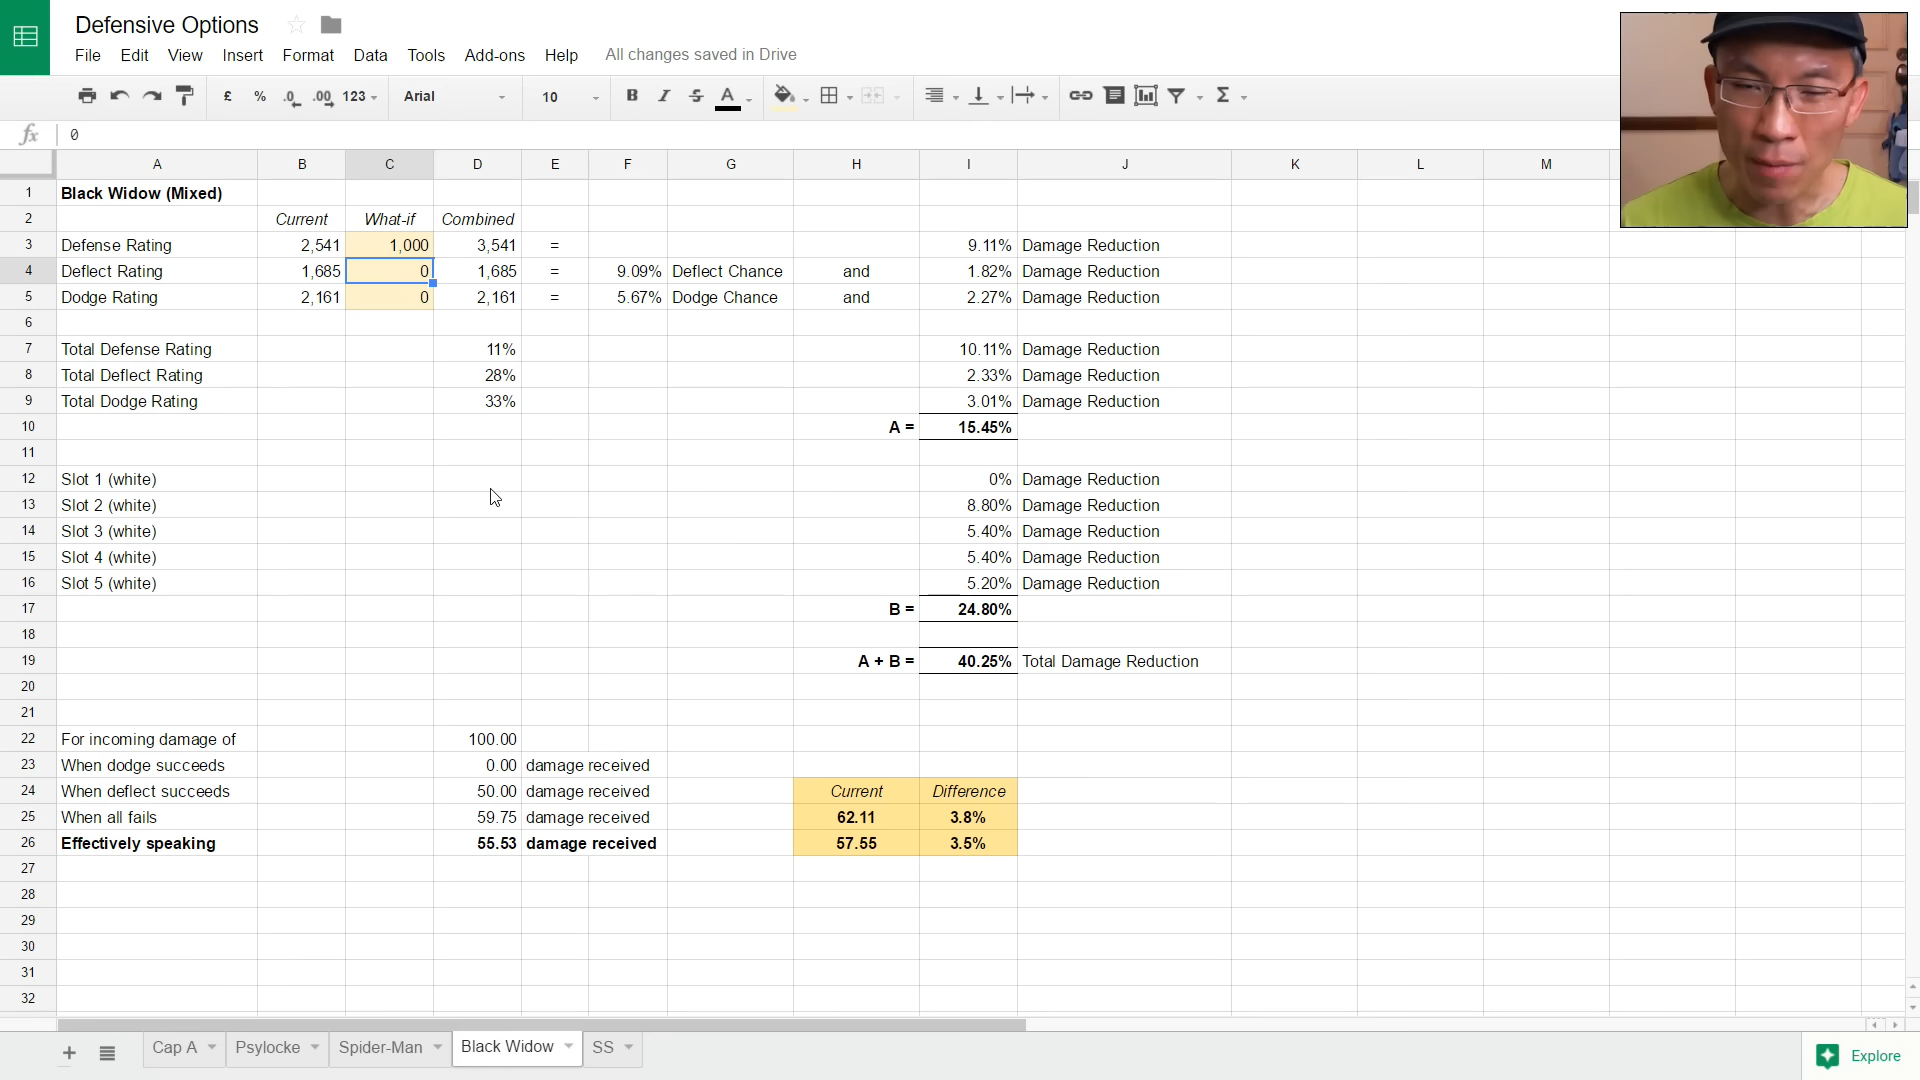 Defensive Options
File Edit View Insert Format Data Tools Add-ons Help All changes saved in Drive
£ % .0 .00 123 Arial 10 B I S A Σ
fx 0
A B C D E F G H I J K L M
1 Black Widow (Mixed)
2 Current What-if Combined
3 Defense Rating 2,541 1,000 3,541 = 9.11% Damage Reduction
4 Deflect Rating 1,685 0 1,685 = 9.09% Deflect Chance and 1.82% Damage Reduction
5 Dodge Rating 2,161 0 2,161 = 5.67% Dodge Chance and 2.27% Damage Reduction
6
7 Total Defense Rating 11% 10.11% Damage Reduction
8 Total Deflect Rating 28% 2.33% Damage Reduction
9 Total Dodge Rating 33% 3.01% Damage Reduction
10 A = 15.45%
11
12 Slot 1 (white) 0% Damage Reduction
13 Slot 2 (white) 8.80% Damage Reduction
14 Slot 3 (white) 5.40% Damage Reduction
15 Slot 4 (white) 5.40% Damage Reduction
16 Slot 5 (white) 5.20% Damage Reduction
17 B = 24.80%
18
19 A + B = 40.25% Total Damage Reduction
20
21
22 For incoming damage of 100.00
23 When dodge succeeds 0.00 damage received
24 When deflect succeeds 50.00 damage received Current Difference
25 When all fails 59.75 damage received 62.11 3.8%
26 Effectively speaking 55.53 damage received 57.55 3.5%
27
28
29
30
31
32
+ Cap A Psylocke Spider-Man Black Widow SS Explore